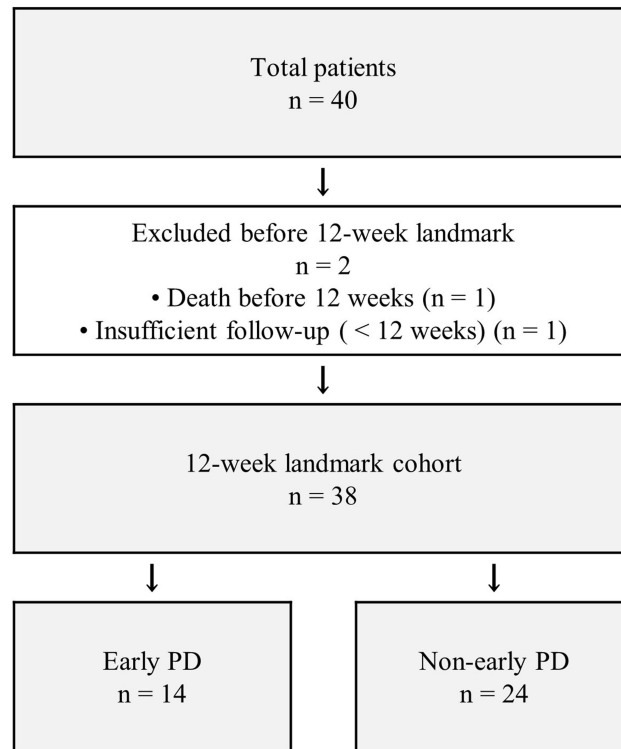 Total patients
n = 40
↓
Excluded before 12-week landmark
n = 2
• Death before 12 weeks (n = 1)
• Insufficient follow-up ( < 12 weeks) (n = 1)
↓
12-week landmark cohort
n = 38
↓ ↓
Early PD
n = 14
Non-early PD
n = 24